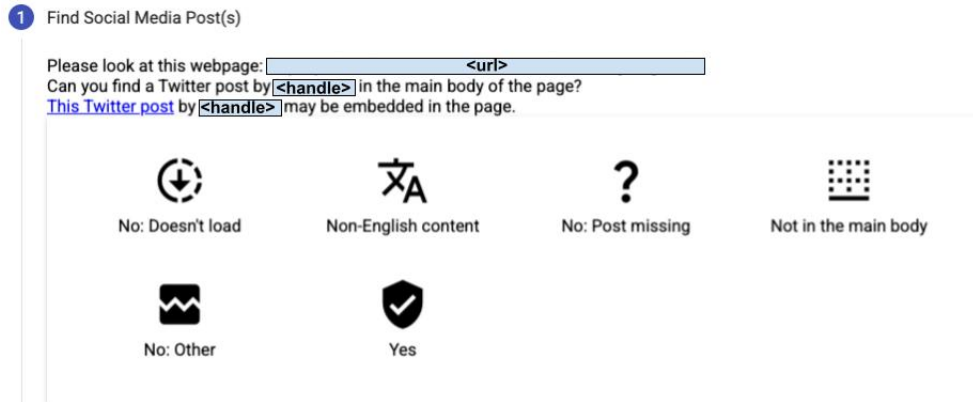 1 Find Social Media Post(s)
Please look at this webpage: <url>
Can you find a Twitter post by <handle> in the main body of the page?
This Twitter post by <handle> may be embedded in the page.
No: Doesn't load
Non-English content
No: Post missing
Not in the main body
No: Other
Yes